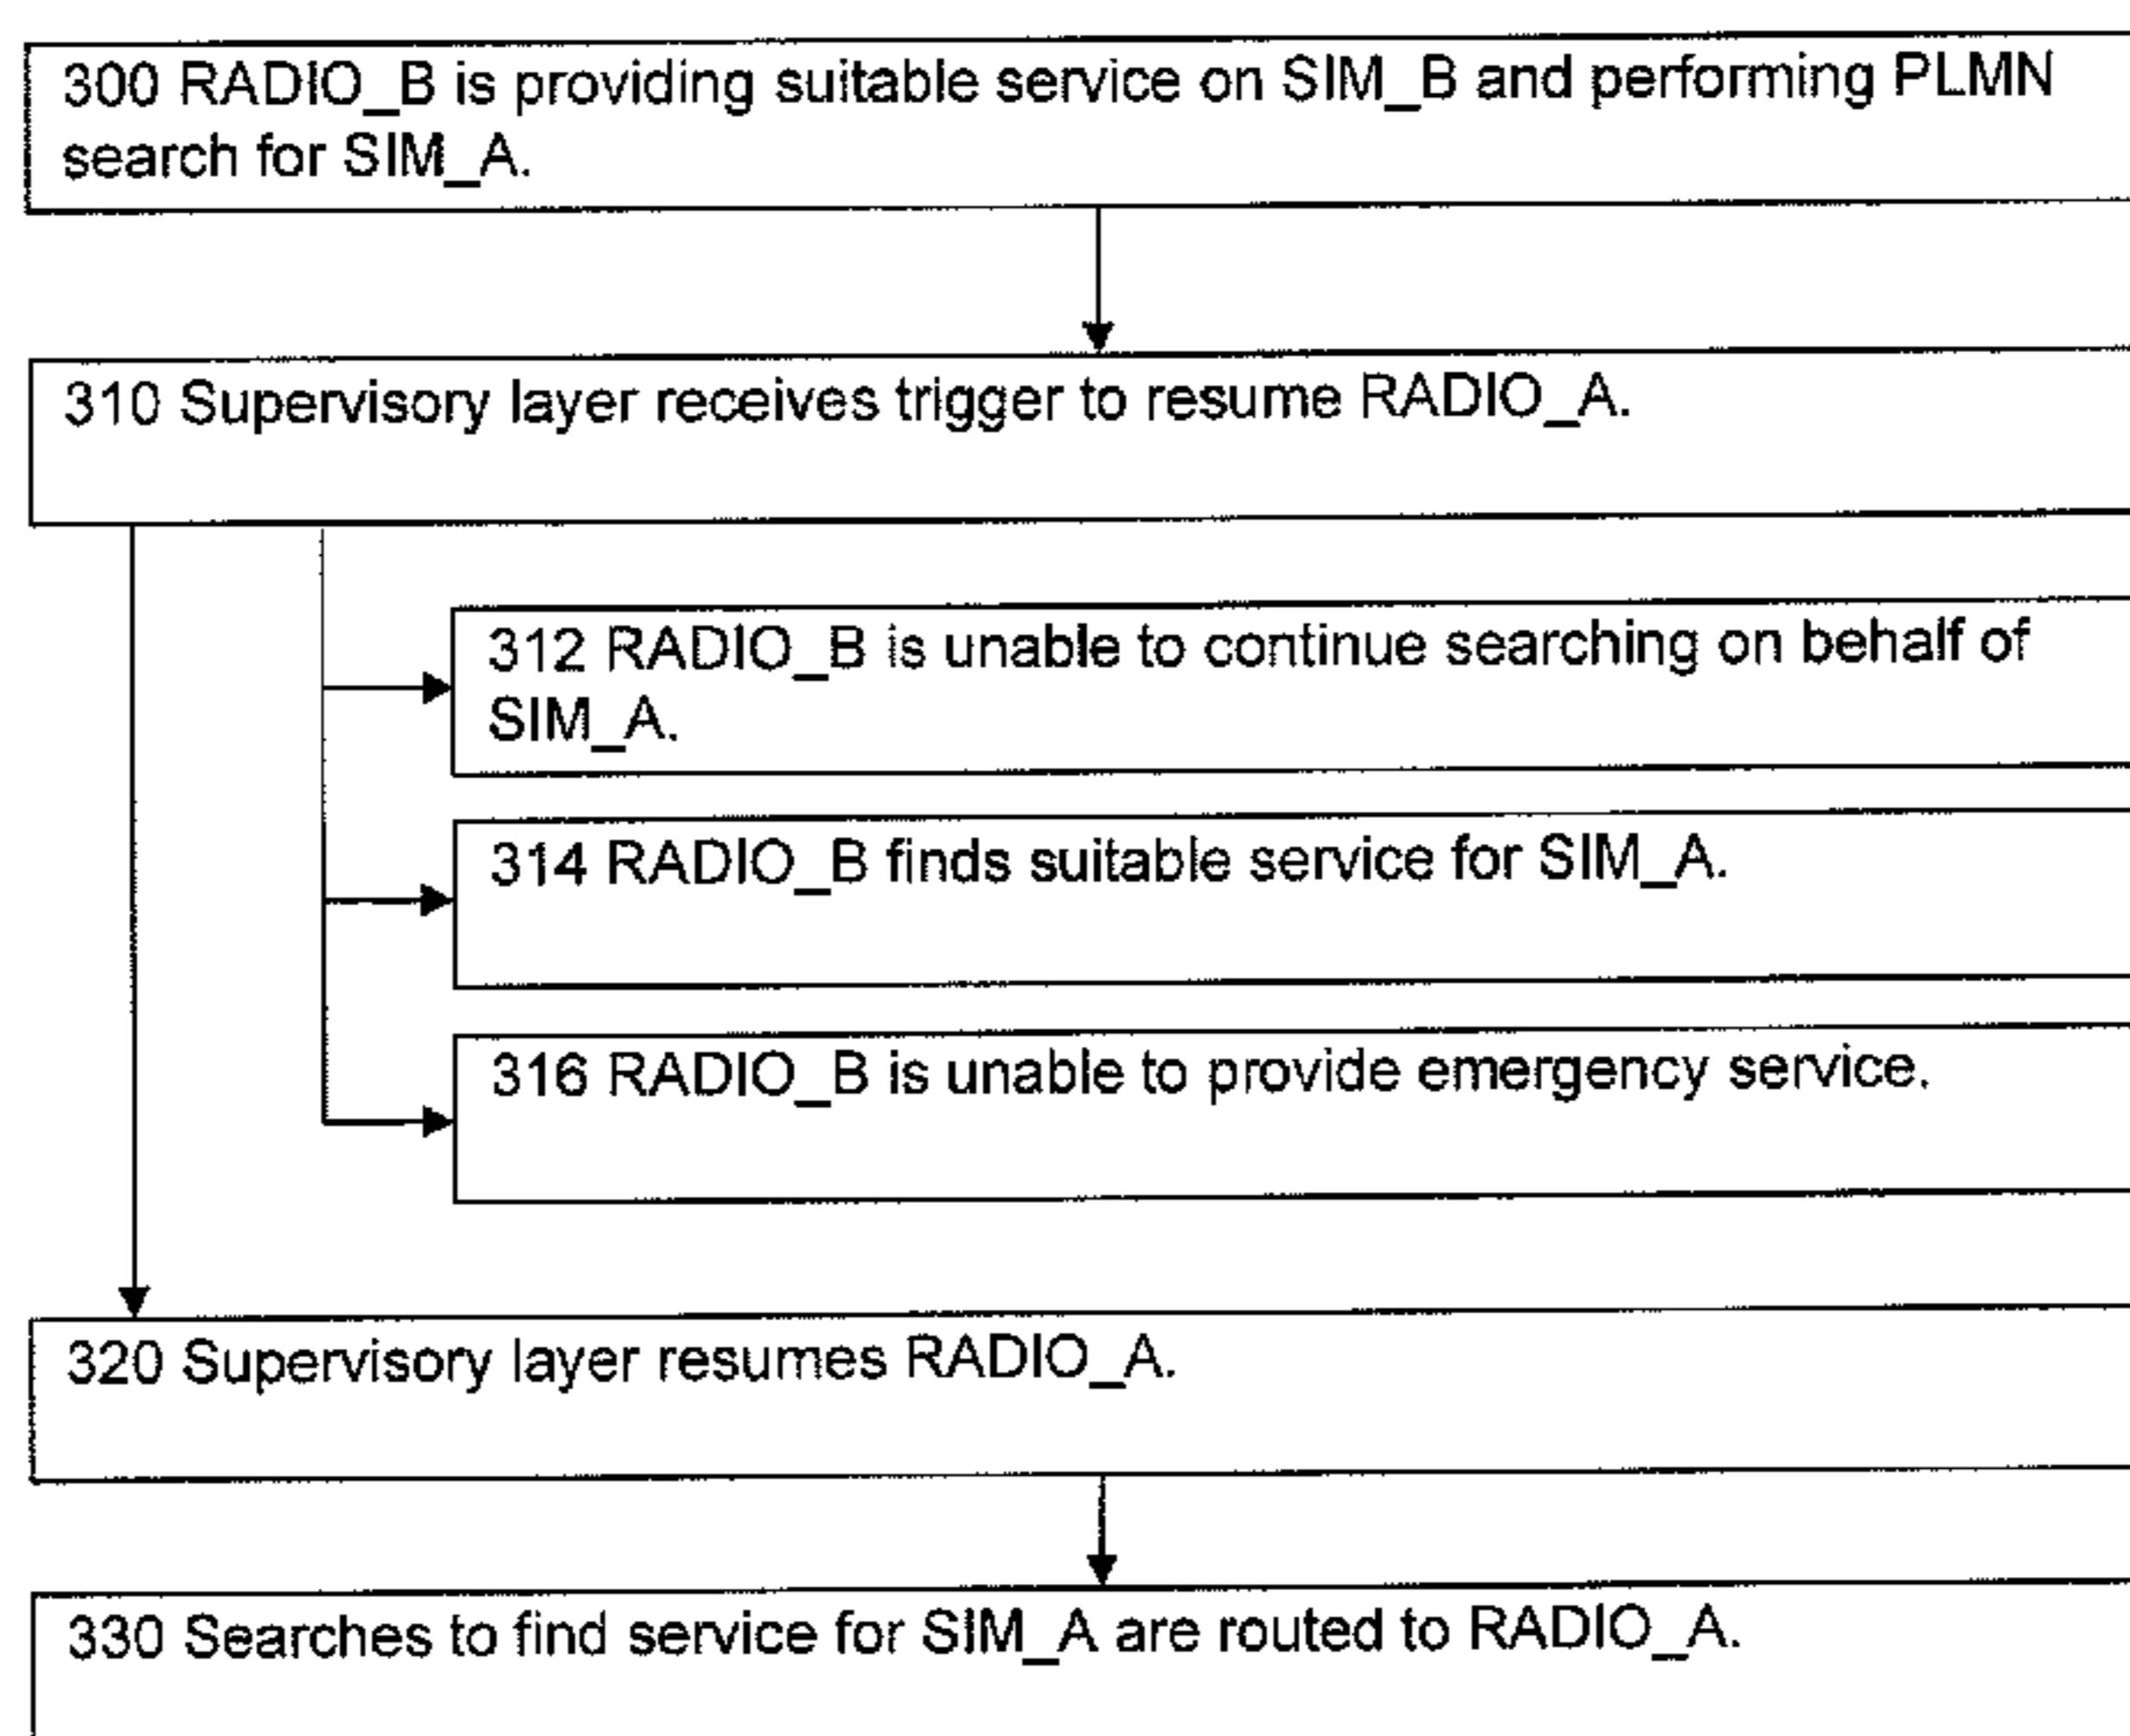 300 RADIO_B is providing suitable service on SIM_B and performing PLMN
search for SIM_A.
310 Supervisory layer receives trigger to resume RADIO_A.
312 RADIO_B is unable to continue searching on behalf of
SIM_A.
314 RADIO_B finds suitable service for SIM_A.
316 RADIO_B is unable to provide emergency service.
320 Supervisory layer resumes RADIO_A.
330 Searches to find service for SIM_A are routed to RADIO_A.